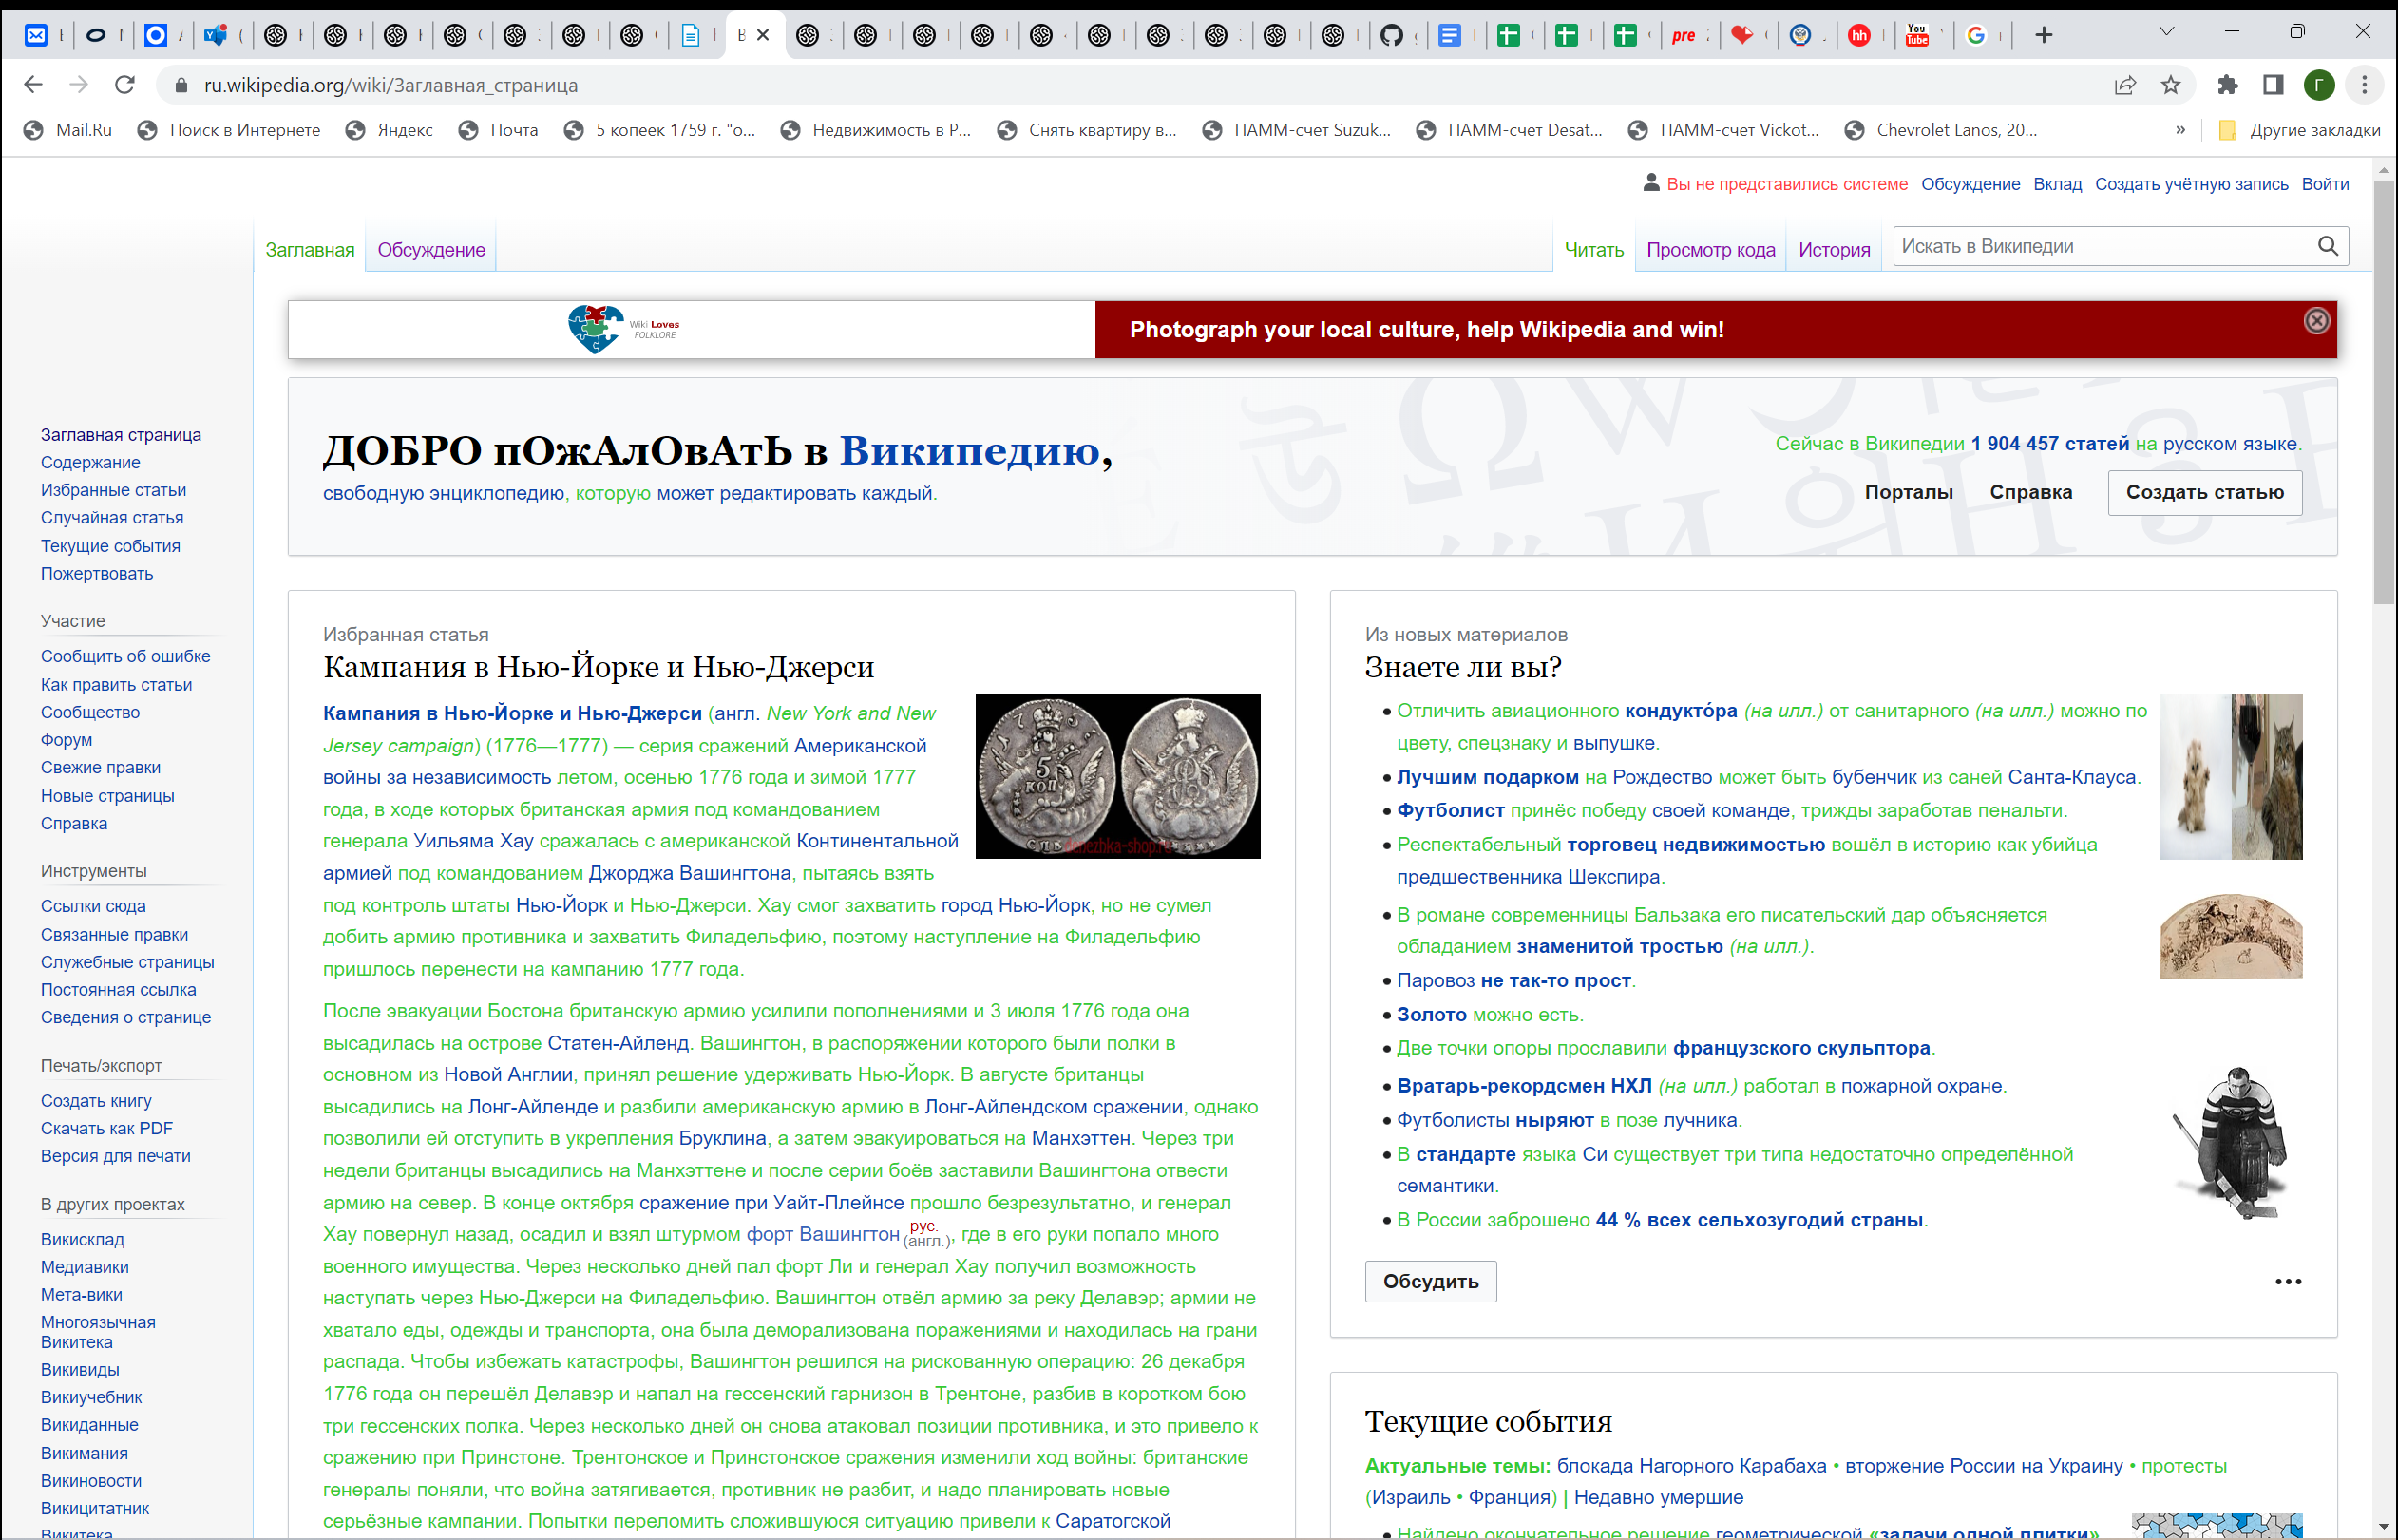 ru.wikipedia.org/wiki/Заглавная_страница
Mail.Ru
Поиск в Интернете
Яндекс
Почта
5 копеек 1759 г. "о...
Недвижимость в Р...
Снять квартиру в...
ПАММ-счет Suzuk...
ПАММ-счет Desat...
ПАММ-счет Vickot...
Chevrolet Lanos, 20...
»
Другие закладки
Вы не представились системе Обсуждение Вклад Создать учётную запись Войти
Заглавная Обсуждение
Читать Просмотр кода История
Искать в Википедии
Wiki Loves
FOLKLORE
Photograph your local culture, help Wikipedia and win!
ДОБРО пОжАлОвАтЬ в Википедию,
свободную энциклопедию, которую может редактировать каждый.
Сейчас в Википедии 1 904 457 статей на русском языке.
Порталы Справка Создать статью
Заглавная страница
Содержание
Избранные статьи
Случайная статья
Текущие события
Пожертвовать
Участие
Сообщить об ошибке
Как править статьи
Сообщество
Форум
Свежие правки
Новые страницы
Справка
Инструменты
Ссылки сюда
Связанные правки
Служебные страницы
Постоянная ссылка
Сведения о странице
Печать/экспорт
Создать книгу
Скачать как PDF
Версия для печати
В других проектах
Викисклад
Медиавики
Мета-вики
Многоязычная
Викитека
Викивиды
Викиучебник
Викиданные
Викимания
Викиновости
Викицитатник
Викитека
Избранная статья
Кампания в Нью-Йорке и Нью-Джерси
Кампания в Нью-Йорке и Нью-Джерси (англ. New York and New
Jersey campaign) (1776—1777) — серия сражений Американской
войны за независимость летом, осенью 1776 года и зимой 1777
года, в ходе которых британская армия под командованием
генерала Уильяма Хау сражалась с американской Континентальной
армией под командованием Джорджа Вашингтона, пытаясь взять
под контроль штаты Нью-Йорк и Нью-Джерси. Хау смог захватить город Нью-Йорк, но не сумел
добить армию противника и захватить Филадельфию, поэтому наступление на Филадельфию
пришлось перенести на кампанию 1777 года.
5
КОП
denezhka-shop.ru
После эвакуации Бостона британскую армию усилили пополнениями и 3 июля 1776 года она
высадилась на острове Статен-Айленд. Вашингтон, в распоряжении которого были полки в
основном из Новой Англии, принял решение удерживать Нью-Йорк. В августе британцы
высадились на Лонг-Айленде и разбили американскую армию в Лонг-Айлендском сражении, однако
позволили ей отступить в укрепления Бруклина, а затем эвакуироваться на Манхэттен. Через три
недели британцы высадились на Манхэттене и после серии боёв заставили Вашингтона отвести
армию на север. В конце октября сражение при Уайт-Плейнсе прошло безрезультатно, и генерал
Хау повернул назад, осадил и взял штурмом форт Вашингтон рус. (англ.), где в его руки попало много
военного имущества. Через несколько дней пал форт Ли и генерал Хау получил возможность
наступать через Нью-Джерси на Филадельфию. Вашингтон отвёл армию за реку Делавэр; армии не
хватало еды, одежды и транспорта, она была деморализована поражениями и находилась на грани
распада. Чтобы избежать катастрофы, Вашингтон решился на рискованную операцию: 26 декабря
1776 года он перешёл Делавэр и напал на гессенский гарнизон в Трентоне, разбив в коротком бою
три гессенских полка. Через несколько дней он снова атаковал позиции противника, и это привело к
сражению при Принстоне. Трентонское и Принстонское сражения изменили ход войны: британские
генералы поняли, что война затягивается, противник не разбит, и надо планировать новые
серьёзные кампании. Попытки переломить сложившуюся ситуацию привели к Саратогской
Из новых материалов
Знаете ли вы?
Отличить авиационного кондукто́ра (на илл.) от санитарного (на илл.) можно по
цвету, спецзнаку и выпушке.
Лучшим подарком на Рождество может быть бубенчик из саней Санта-Клауса.
Футболист принёс победу своей команде, трижды заработав пенальти.
Респектабельный торговец недвижимостью вошёл в историю как убийца
предшественника Шекспира.
В романе современницы Бальзака его писательский дар объясняется
обладанием знаменитой тростью (на илл.).
Паровоз не так-то прост.
Золото можно есть.
Две точки опоры прославили французского скульптора.
Вратарь-рекордсмен НХЛ (на илл.) работал в пожарной охране.
Футболисты ныряют в позе лучника.
В стандарте языка Си существует три типа недостаточно определённой
семантики.
В России заброшено 44 % всех сельхозугодий страны.
Обсудить
Текущие события
Актуальные темы: блокада Нагорного Карабаха • вторжение России на Украину • протесты
(Израиль • Франция) | Недавно умершие
Найдено окончательное решение геометрической «задачи одной плитки»